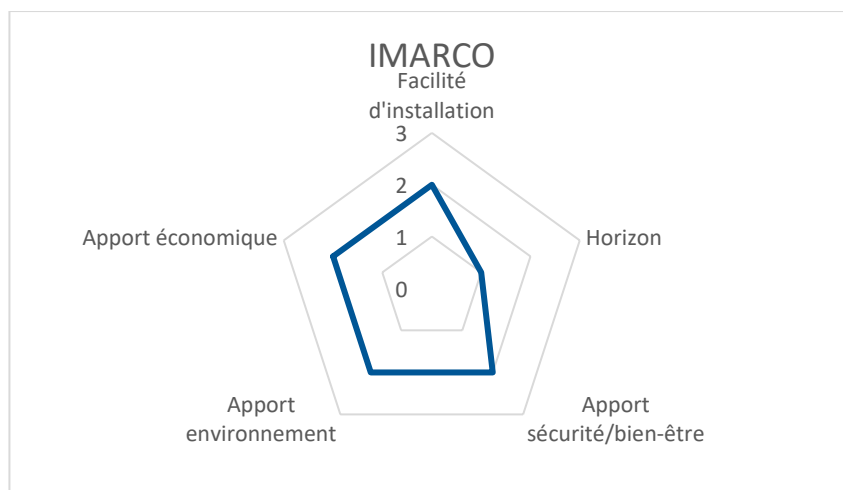 IMARCO
Facilité
d'installation
3
2
1
0
Horizon
Apport économique
Apport
sécurité/bien-être
Apport
environnement